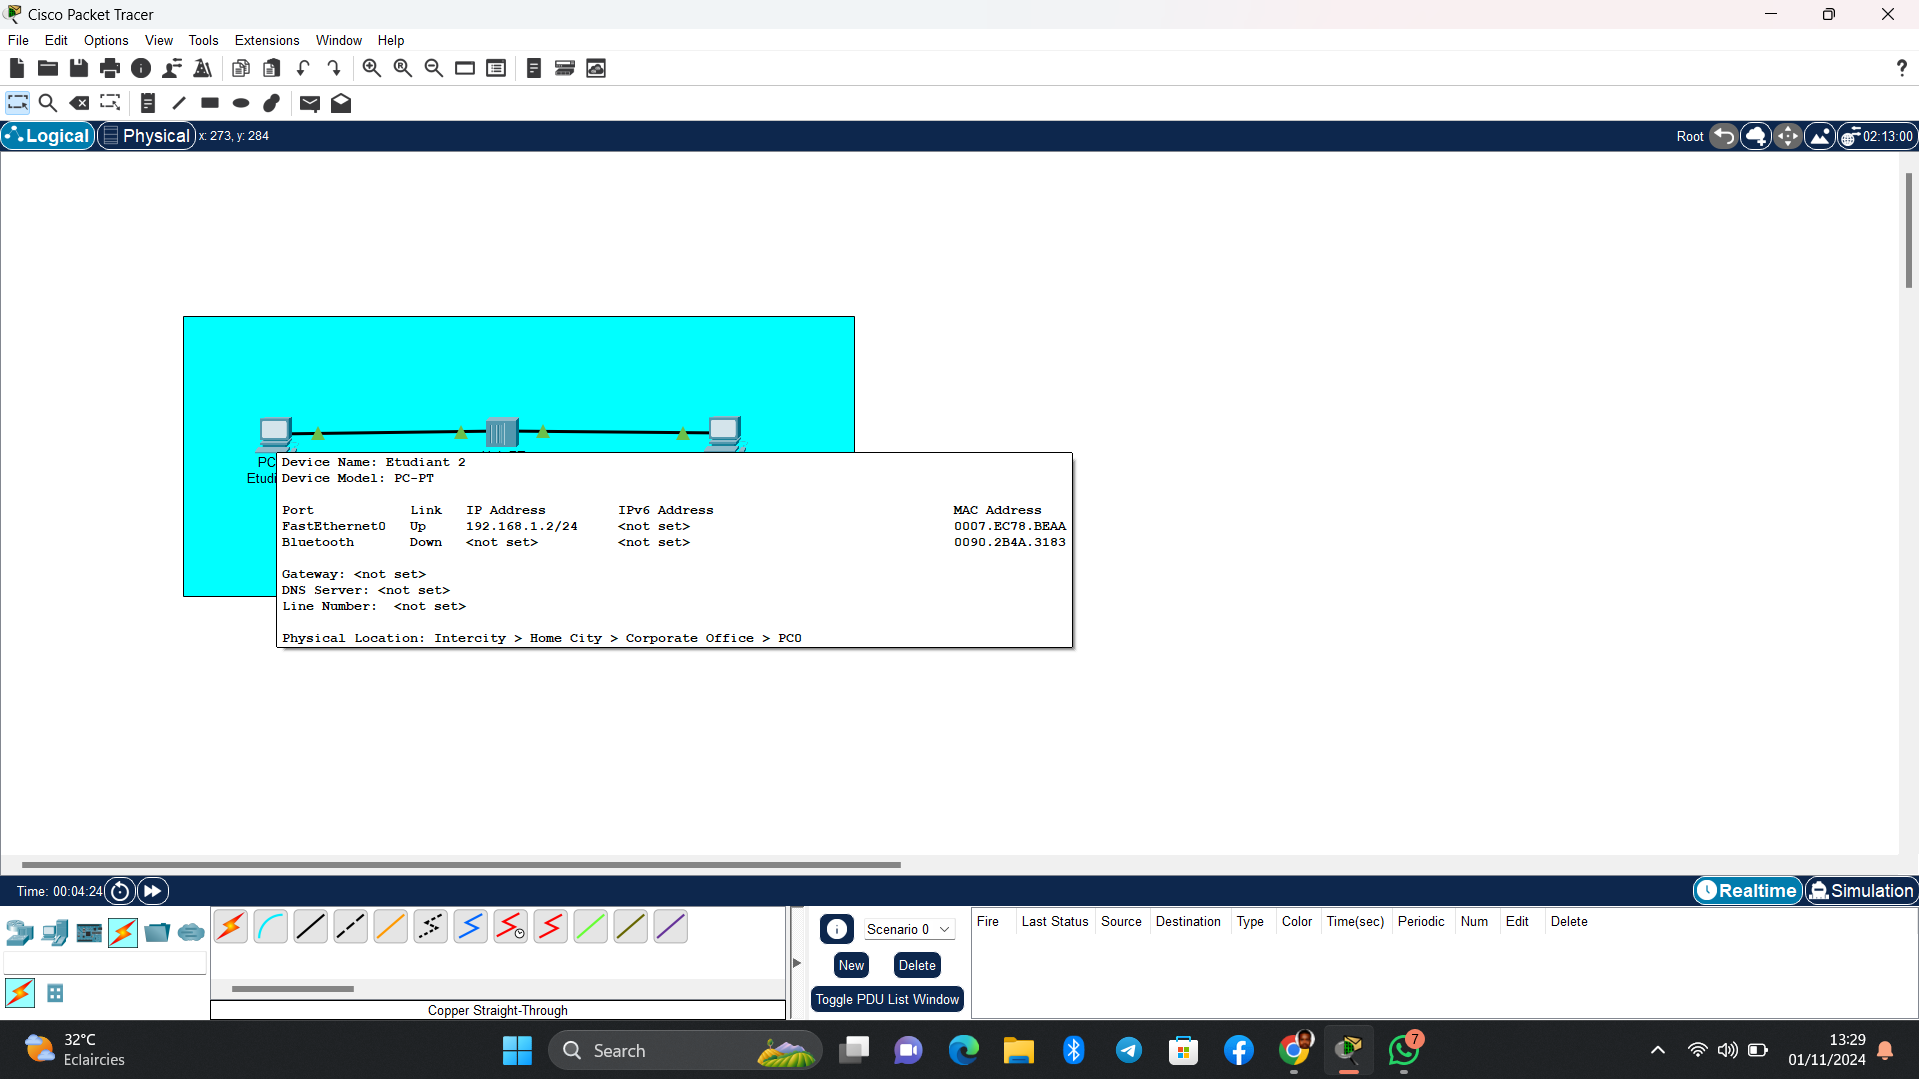 Cisco Packet Tracer
File Edit Options View Tools Extensions Window Help
?
Logical Physical x: 273, y: 284 Root 02:13:00
PC
Etudi
Device Name: Etudiant 2
Device Model: PC-PT
Port Link IP Address IPv6 Address MAC Address
FastEthernet0 Up 192.168.1.2/24 <not set> 0007.EC78.BEAA
Bluetooth Down <not set> <not set> 0090.2B4A.3183
Gateway: <not set>
DNS Server: <not set>
Line Number: <not set>
Physical Location: Intercity > Home City > Corporate Office > PC0
Time: 00:04:24 Realtime Simulation
Scenario 0
New Delete
Toggle PDU List Window
Fire Last Status Source Destination Type Color Time(sec) Periodic Num Edit Delete
Copper Straight-Through
32°C
Eclaircies
Search
7
13:29
01/11/2024